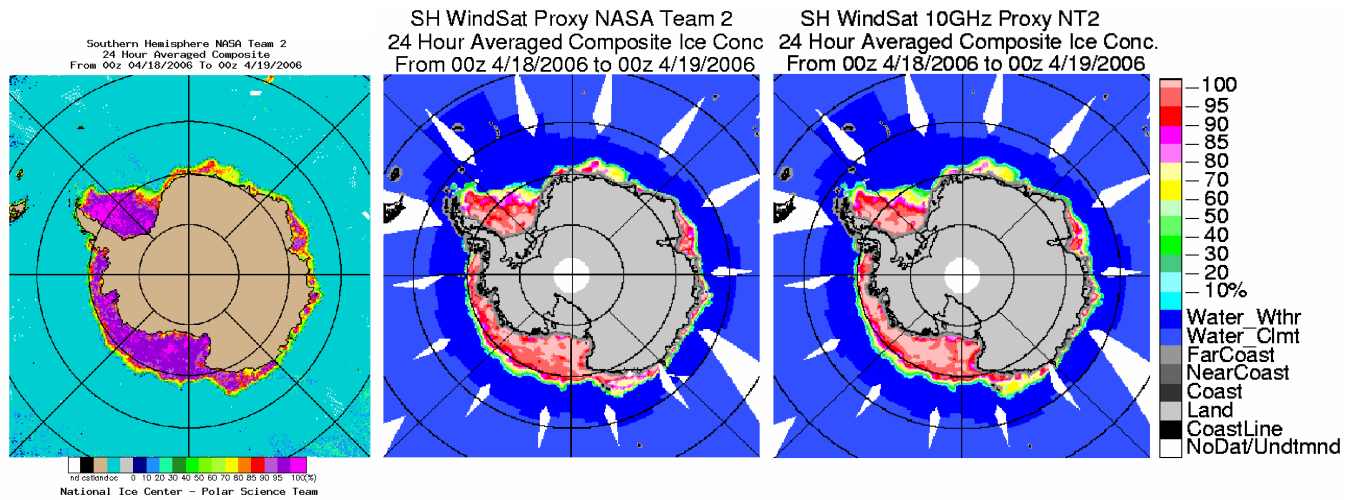 Southern Hemisphere NASA Team 2
24 Hour Averaged Composite
From 00z 04/18/2006 To 00z 4/19/2006
nd cstlandoc 0 10 20 30 40 50 60 70 80 85 90 95 100(%)
National Ice Center – Polar Science Team
SH WindSat Proxy NASA Team 2
24 Hour Averaged Composite Ice Conc
From 00z 4/18/2006 to 00z 4/19/2006
SH WindSat 10GHz Proxy NT2
24 Hour Averaged Composite Ice Conc.
From 00z 4/18/2006 to 00z 4/19/2006
100
95
90
85
80
70
60
50
40
30
20
10%
Water_Wthr
Water_Clmt
FarCoast
NearCoast
Coast
Land
CoastLine
NoDat/Undtmnd